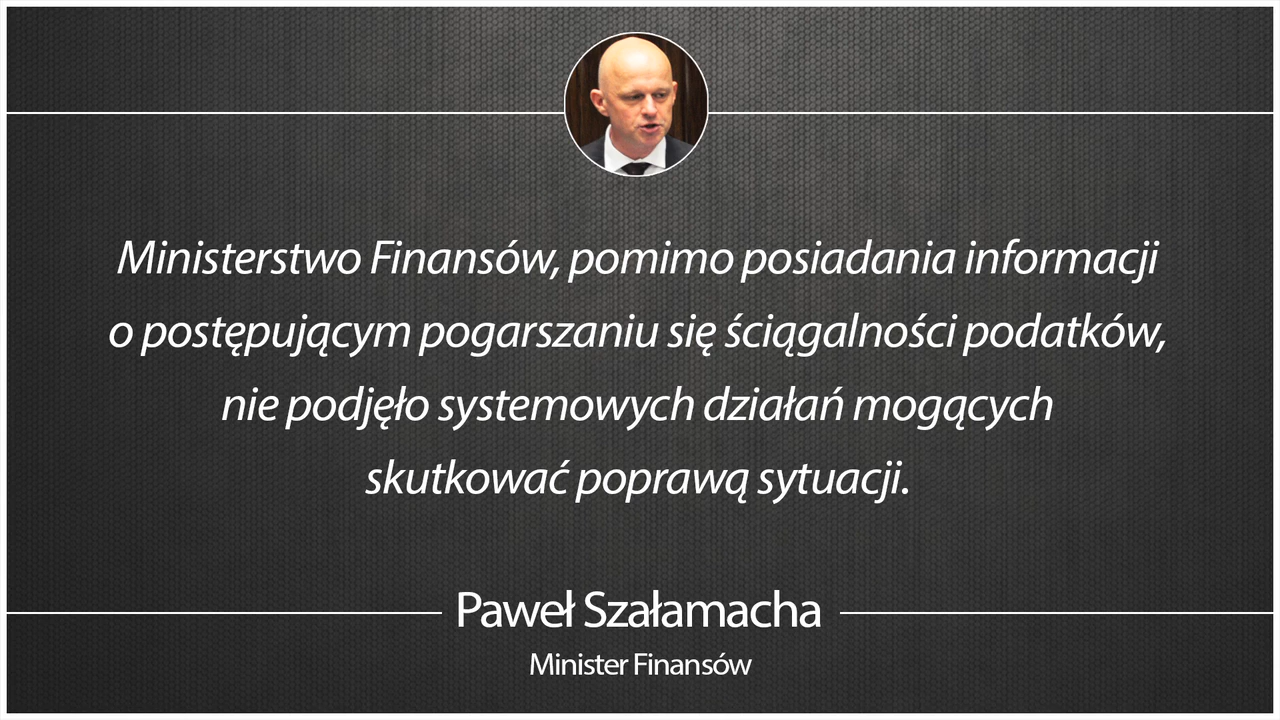 Ministerstwo Finansów, pomimo posiadania informacji
o postępującym pogarszaniu się ściągalności podatków,
nie podjęło systemowych działań mogących
skutkować poprawą sytuacji.
Paweł Szałamacha
Minister Finansów